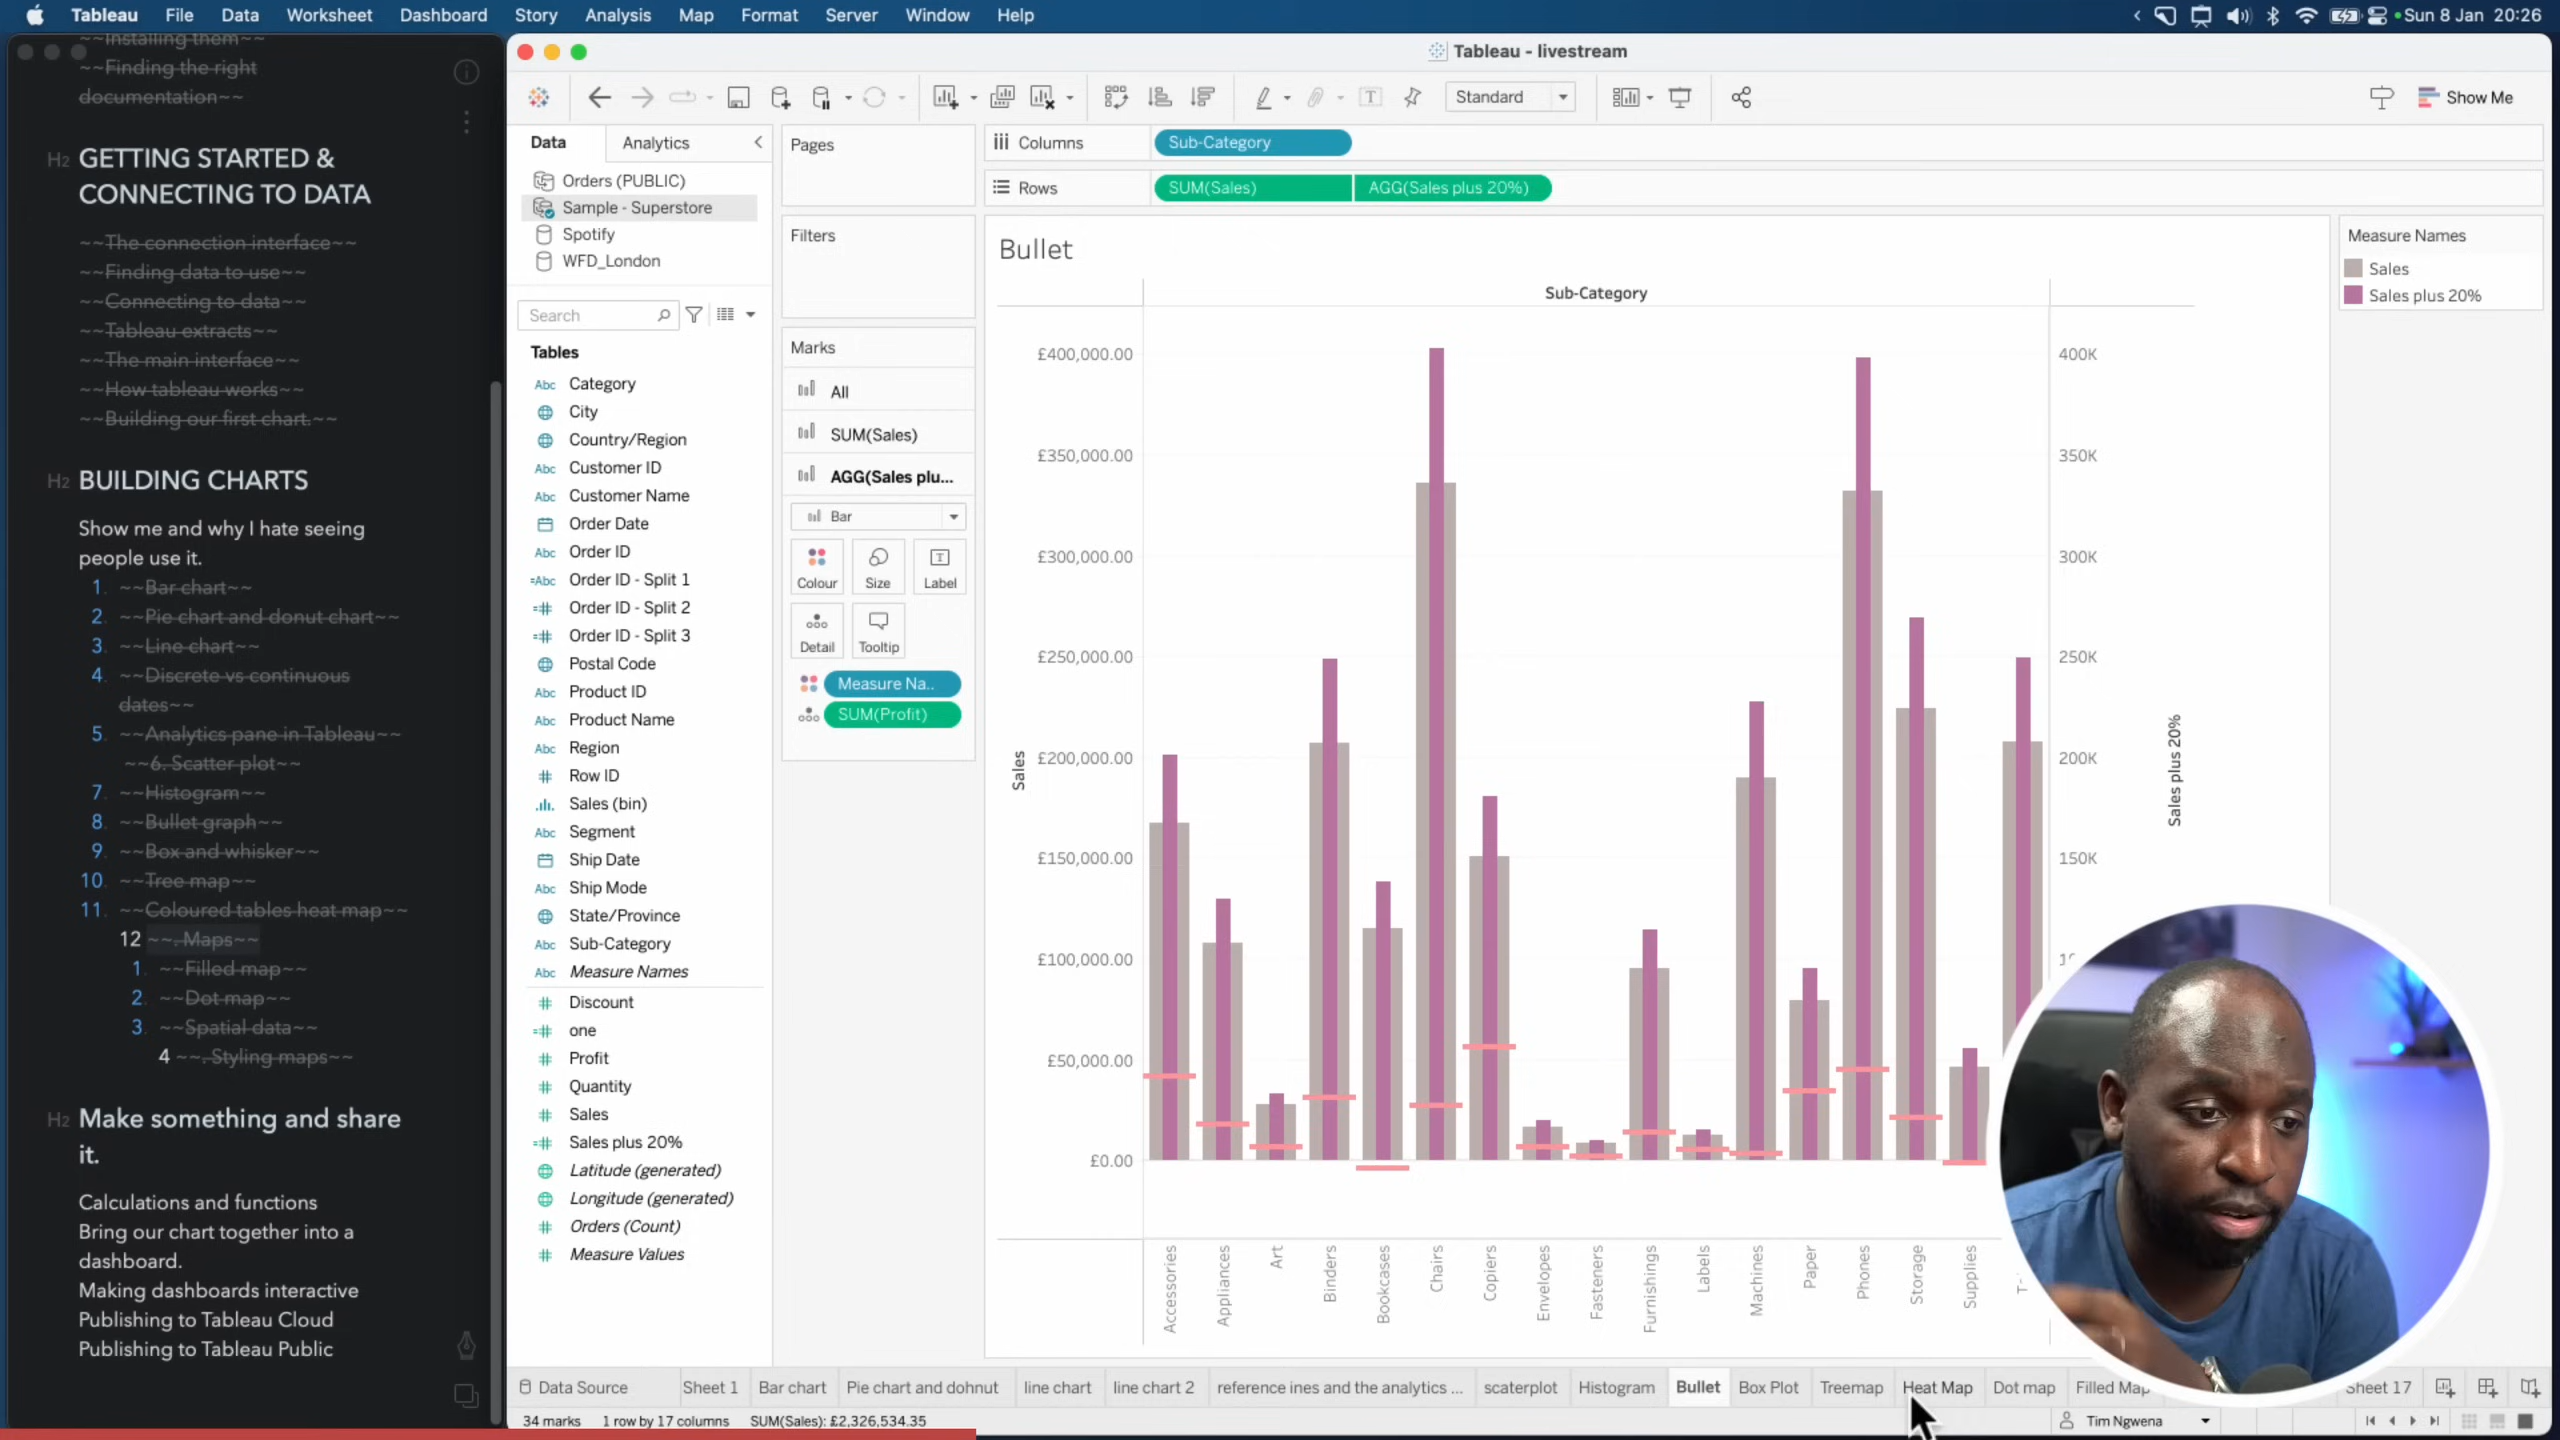 Tableau File Data Worksheet Dashboard Story Analysis Map Format Server Window Help
Sun 8 Jan 20:26
~~Installing them~~
~~Finding the right
documentation~~
H2 GETTING STARTED &
CONNECTING TO DATA
~~The connection interface~~
~~Finding data to use~~
~~Connecting to data~~
~~Tableau extracts~~
~~The main interface~~
~~How tableau works~~
~~Building our first chart.~~
H2 BUILDING CHARTS
Show me and why I hate seeing
people use it.
1. ~~Bar chart~~
2. ~~Pie chart and donut chart~~
3. ~~Line chart~~
4. ~~Discrete vs continuous
dates~~
5. ~~Analytics pane in Tableau~~
~~6. Scatter plot~~
7. ~~Histogram~~
8. ~~Bullet graph~~
9. ~~Box and whisker~~
10. ~~Tree map~~
11. ~~Coloured tables heat map~~
12 ~~. Maps~~
1. ~~Filled map~~
2. ~~Dot map~~
3. ~~Spatial data~~
4 ~~. Styling maps~~
H2 Make something and share
it.
Calculations and functions
Bring our chart together into a
dashboard.
Making dashboards interactive
Publishing to Tableau Cloud
Publishing to Tableau Public
Tableau - livestream
Standard
Show Me
Data Analytics
Orders (PUBLIC)
Sample - Superstore
Spotify
WFD_London
Search
Tables
Abc Category
City
Country/Region
Abc Customer ID
Abc Customer Name
Order Date
Abc Order ID
=Abc Order ID - Split 1
=# Order ID - Split 2
=# Order ID - Split 3
Postal Code
Abc Product ID
Abc Product Name
Abc Region
# Row ID
Sales (bin)
Abc Segment
Ship Date
Abc Ship Mode
State/Province
Abc Sub-Category
Abc Measure Names
# Discount
=# one
# Profit
# Quantity
# Sales
=# Sales plus 20%
Latitude (generated)
Longitude (generated)
# Orders (Count)
# Measure Values
Pages
Filters
Marks
All
SUM(Sales)
AGG(Sales plu...
Bar
Colour Size Label
Detail Tooltip
Measure Na..
SUM(Profit)
Columns Sub-Category
Rows SUM(Sales) AGG(Sales plus 20%)
Bullet
Sub-Category
£400,000.00
£350,000.00
£300,000.00
£250,000.00
£200,000.00
£150,000.00
£100,000.00
£50,000.00
£0.00
Sales
400K
350K
300K
250K
200K
150K
Sales plus 20%
Accessories
Appliances
Art
Binders
Bookcases
Chairs
Copiers
Envelopes
Fasteners
Furnishings
Labels
Machines
Paper
Phones
Storage
Supplies
Measure Names
Sales
Sales plus 20%
Data Source Sheet 1 Bar chart Pie chart and dohnut line chart line chart 2 reference ines and the analytics ... scaterplot Histogram Bullet Box Plot Treemap Heat Map Dot map Filled Map Sheet 17
34 marks 1 row by 17 columns SUM(Sales): £2,326,534.35
Tim Ngwena